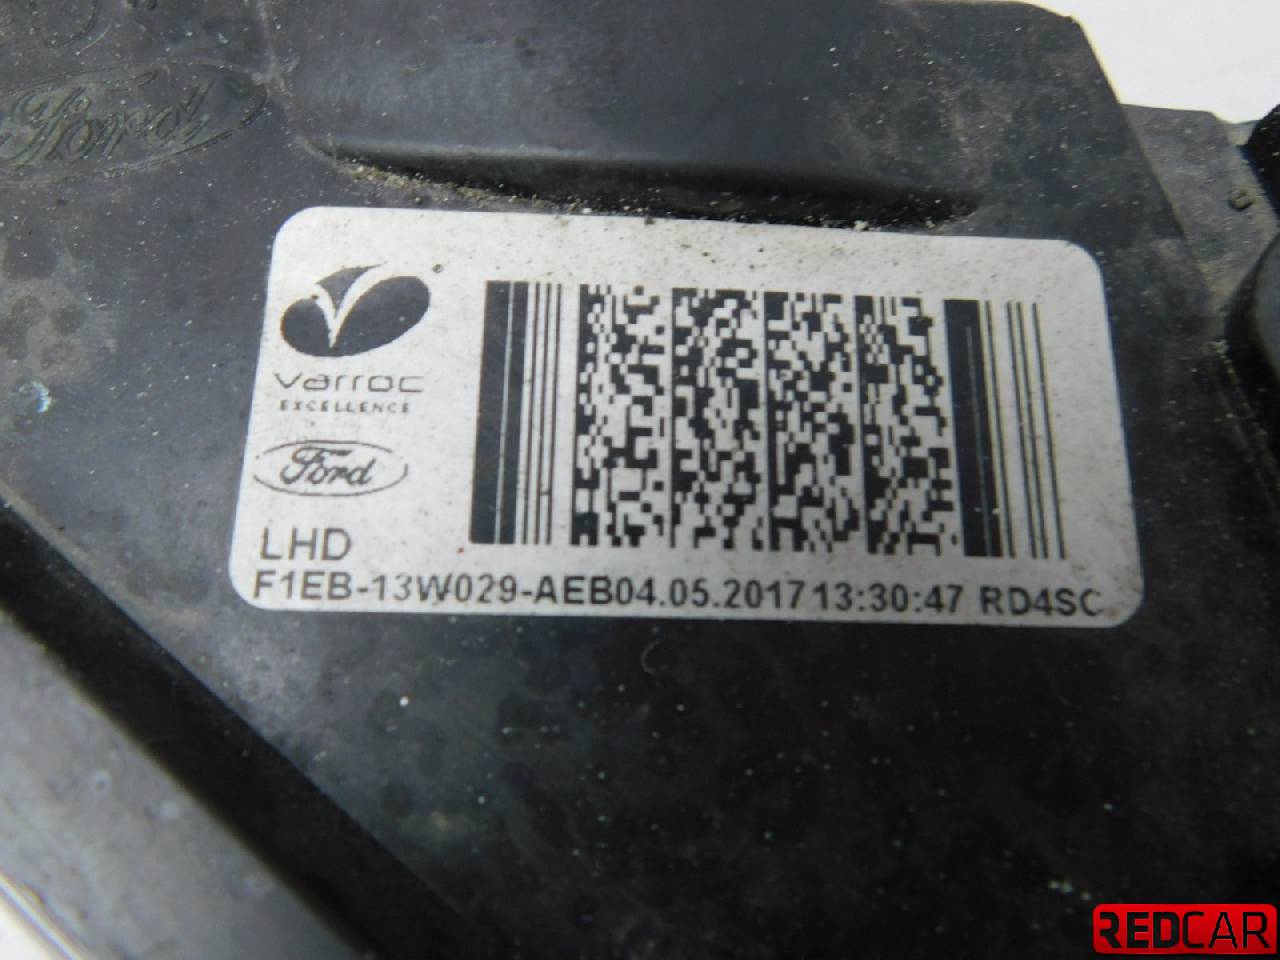 Ford
varroc
EXCELLENCE
Ford
LHD
F1EB-13W029-AEB04.05.2017 13:30:47 RD4SC
REDCAR